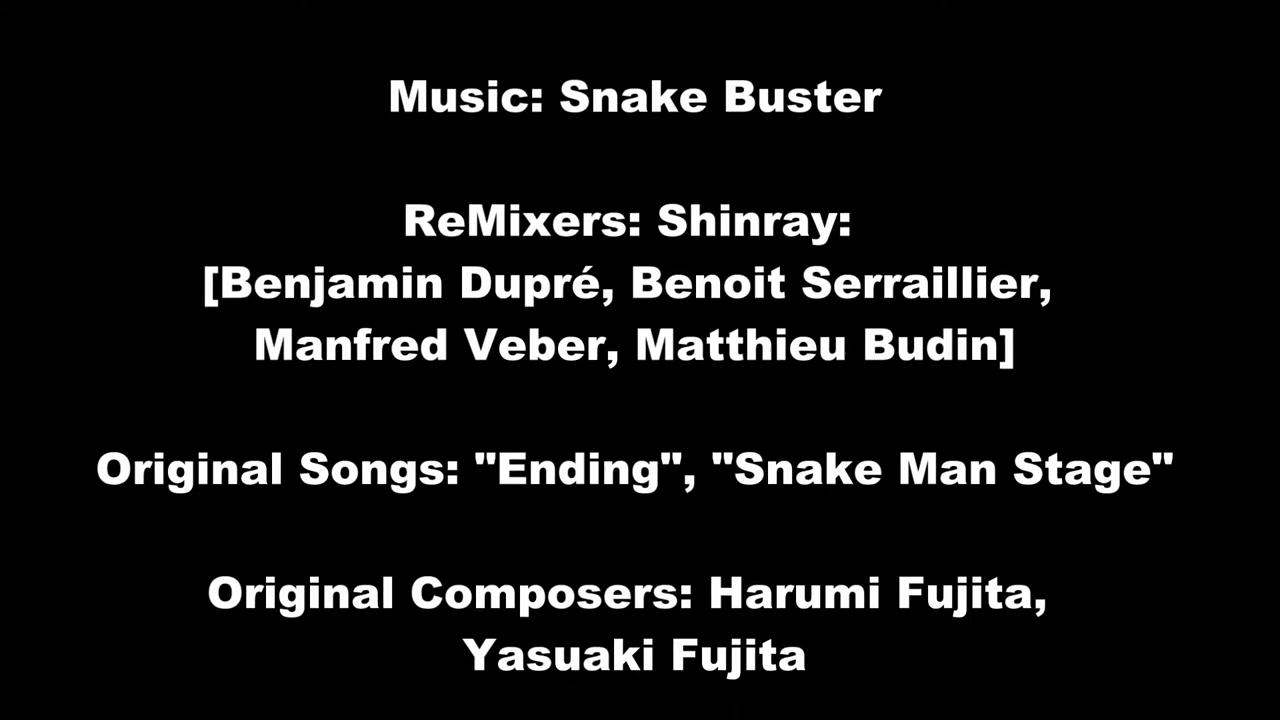 Music: Snake Buster
ReMixers: Shinray:
[Benjamin Dupré, Benoit Serraillier,
Manfred Veber, Matthieu Budin]
Original Songs: "Ending", "Snake Man Stage"
Original Composers: Harumi Fujita,
Yasuaki Fujita